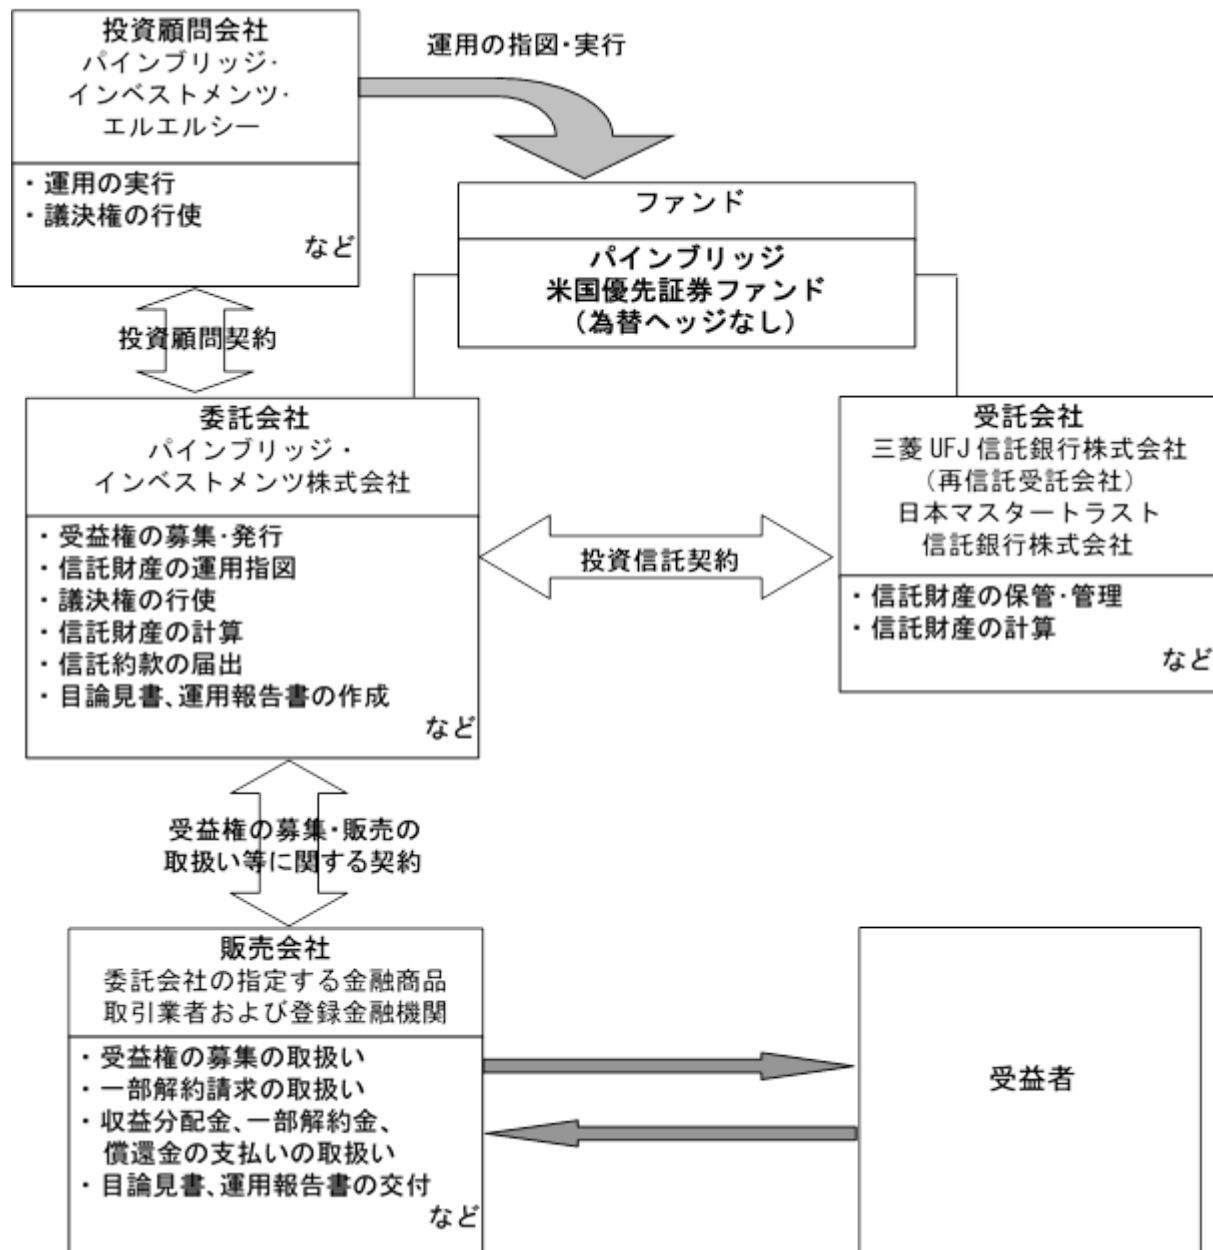 投資顧問会社
パインブリッジ・
インベストメンツ・
エルエルシー
・運用の実行
・議決権の行使
など
運用の指図・実行
ファンド
パインブリッジ
米国優先証券ファンド
（為替ヘッジなし）
投資顧問契約
委託会社
パインブリッジ・
インベストメンツ株式会社
・受益権の募集・発行
・信託財産の運用指図
・議決権の行使
・信託財産の計算
・信託約款の届出
・目論見書、運用報告書の作成
など
投資信託契約
受託会社
三菱UFJ信託銀行株式会社
（再信託受託会社）
日本マスタートラスト
信託銀行株式会社
・信託財産の保管・管理
・信託財産の計算
など
受益権の募集・販売の
取扱い等に関する契約
販売会社
委託会社の指定する金融商品
取引業者および登録金融機関
・受益権の募集の取扱い
・一部解約請求の取扱い
・収益分配金、一部解約金、
償還金の支払いの取扱い
・目論見書、運用報告書の交付
など
受益者